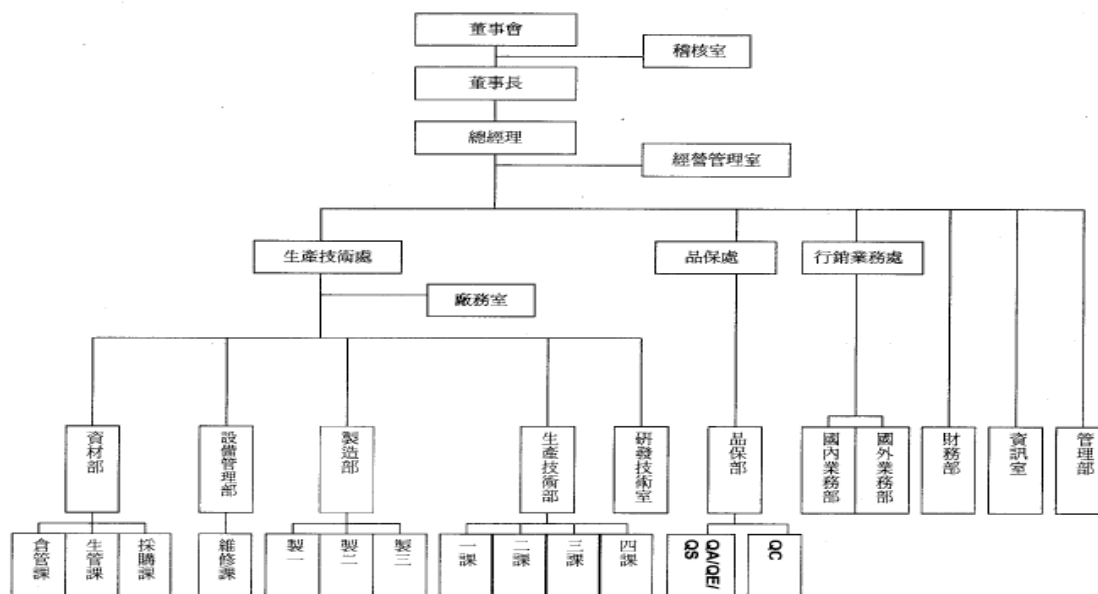 董事會
稽核室
董事長
總經理
經營管理室
生產技術處
品保處
行銷業務處
廠務室
資材部
設備管理部
製造部
生產技術部
研發技術室
品保部
國內業務部
國外業務部
財務部
資訊室
管理部
倉管課
生管課
採購課
維修課
製一
製二
製三
一課
二課
三課
四課
QA/QE/
QS
QC